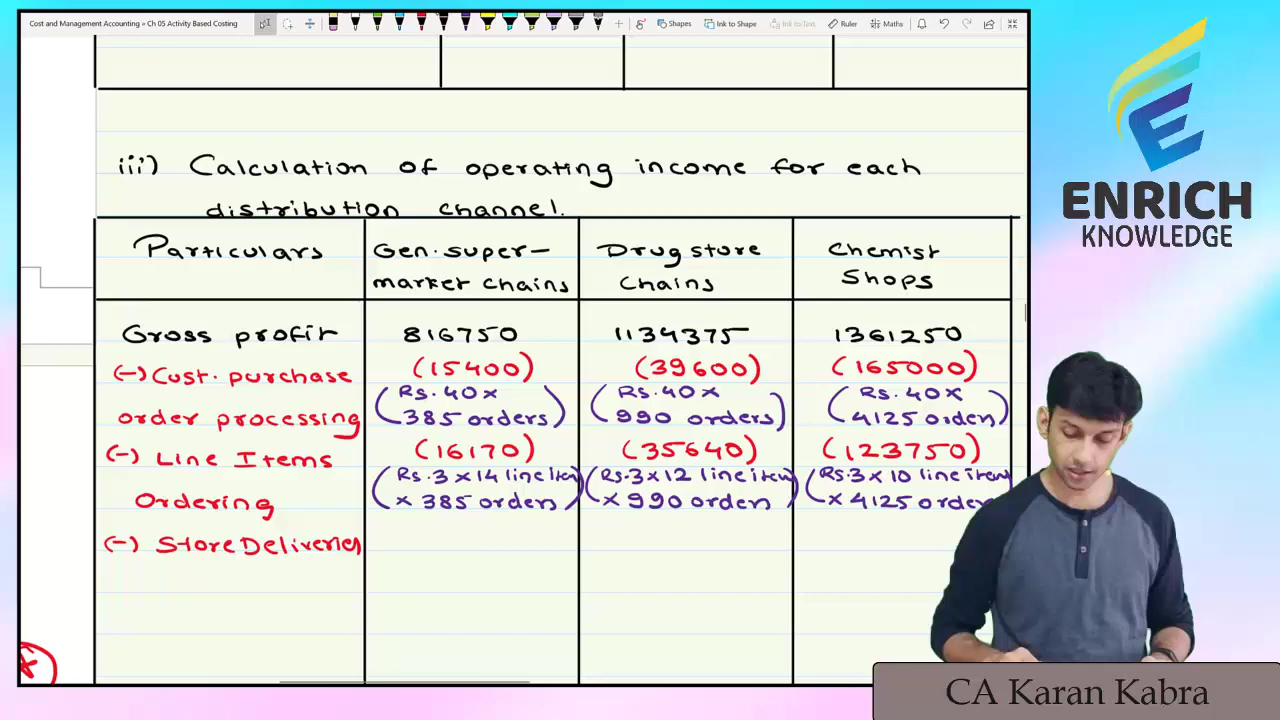 Cost and Management Accounting » Ch 05 Activity Based Costing
Shapes
Ink to Shape
Ink to Text
Ruler
Maths
iii) Calculation of operating income for each
distribution channel.
Particulars
Gen. super-
market chains
Drug store
Chains
Chemist
Shops
Gross profit 816750 1134375 1361250
(-) Cust. purchase (15400) (39600) (165000)
order processing
(Rs. 40 x
385 orders)
(Rs. 40 x
990 orders)
(Rs. 40 x
4125 orders)
(-) Line Items (16170) (35640) (123750)
Ordering
(Rs. 3 x 14 line item
x 385 orders)
(Rs. 3 x 12 line item
x 990 orders)
(Rs. 3 x 10 line item
x 4125 orders
(-) Store Deliveries
ENRICH
KNOWLEDGE
CA Karan Kabra